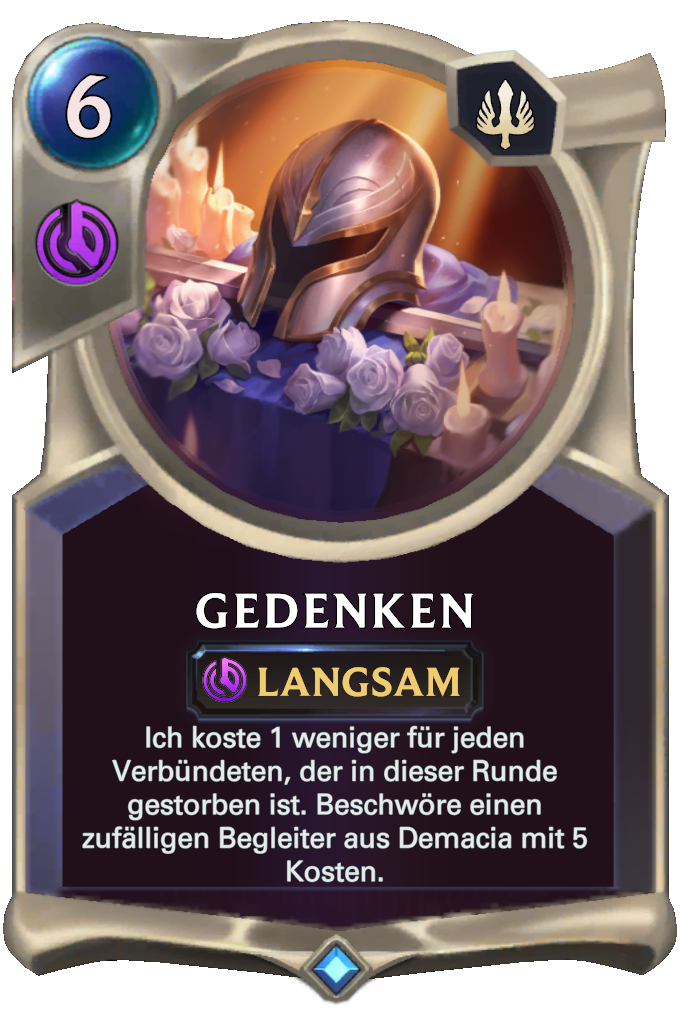 6
GEDENKEN
LANGSAM
Ich koste 1 weniger für jeden
Verbündeten, der in dieser Runde
gestorben ist. Beschwöre einen
zufälligen Begleiter aus Demacia mit 5
Kosten.